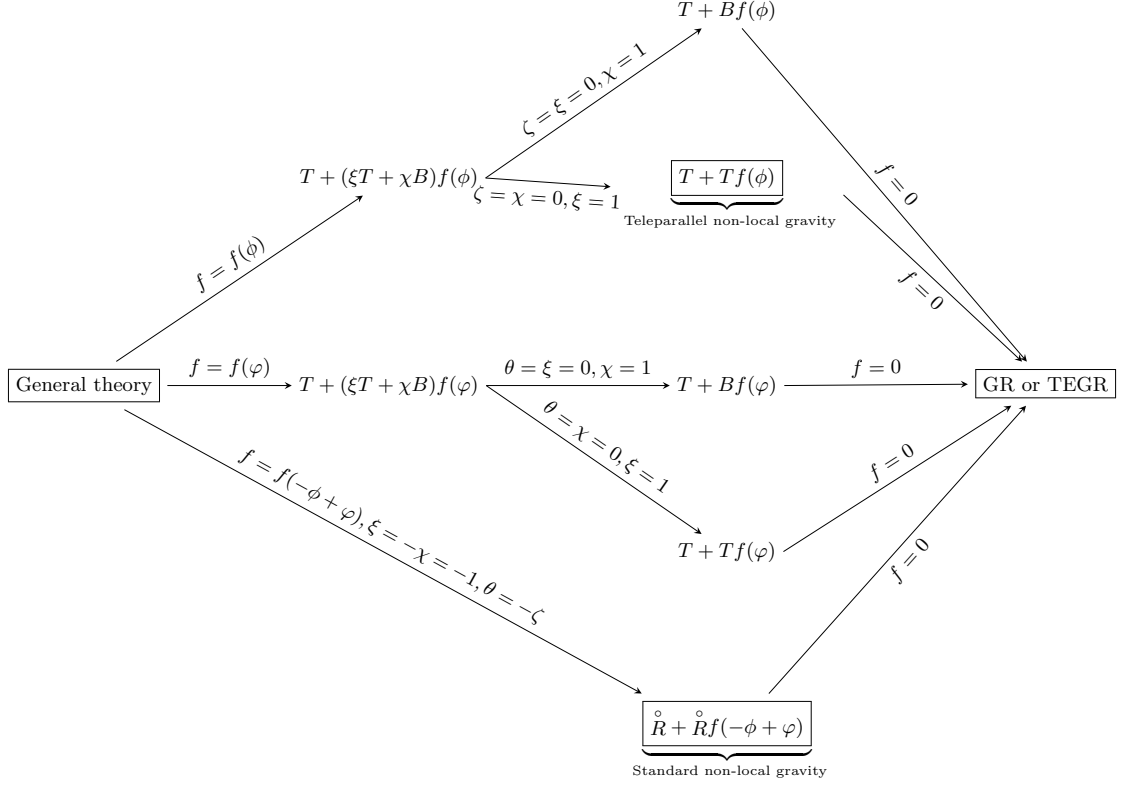 T + Bf(ϕ)
ζ = ξ = 0, χ = 1
T + (ξT + χB)f(ϕ)
ζ = χ = 0, ξ = 1
T + Tf(ϕ)
Teleparallel non-local gravity
f = 0
f = f(ϕ)
f = 0
General theory
f = f(φ)
T + (ξT + χB)f(φ)
θ = ξ = 0, χ = 1
T + Bf(φ)
f = 0
GR or TEGR
θ = χ = 0, ξ = 1
f = 0
f = f(−ϕ + φ), ξ = −χ = −1, θ = −ζ
T + Tf(φ)
f = 0
R̊ + R̊f(−ϕ + φ)
Standard non-local gravity